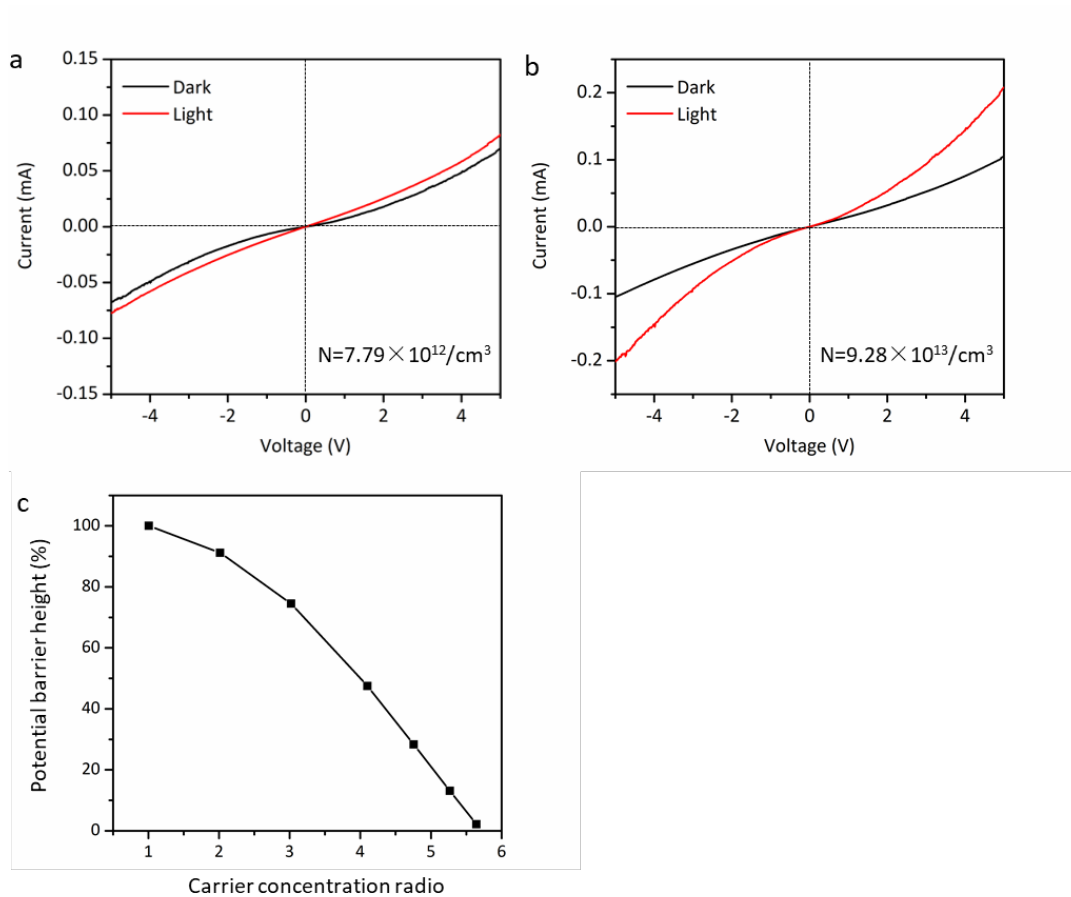 a
0.15
0.10
0.05
0.00
-0.05
-0.10
-0.15
Current (mA)
Dark
Light
N=7.79×10¹²/cm³
-4 -2 0 2 4
Voltage (V)
b
0.2
0.1
0.0
-0.1
-0.2
Current (mA)
Dark
Light
N=9.28×10¹³/cm³
-4 -2 0 2 4
Voltage (V)
c
100
80
60
40
20
0
Potential barrier height (%)
1 2 3 4 5 6
Carrier concentration radio